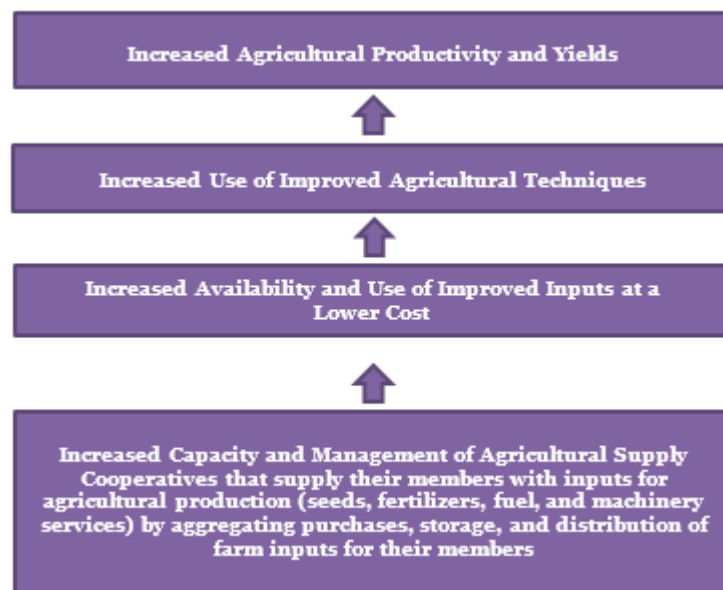 Increased Agricultural Productivity and Yields
Increased Use of Improved Agricultural Techniques
Increased Availability and Use of Improved Inputs at a
Lower Cost
Increased Capacity and Management of Agricultural Supply
Cooperatives that supply their members with inputs for
agricultural production (seeds, fertilizers, fuel, and machinery
services) by aggregating purchases, storage, and distribution of
farm inputs for their members